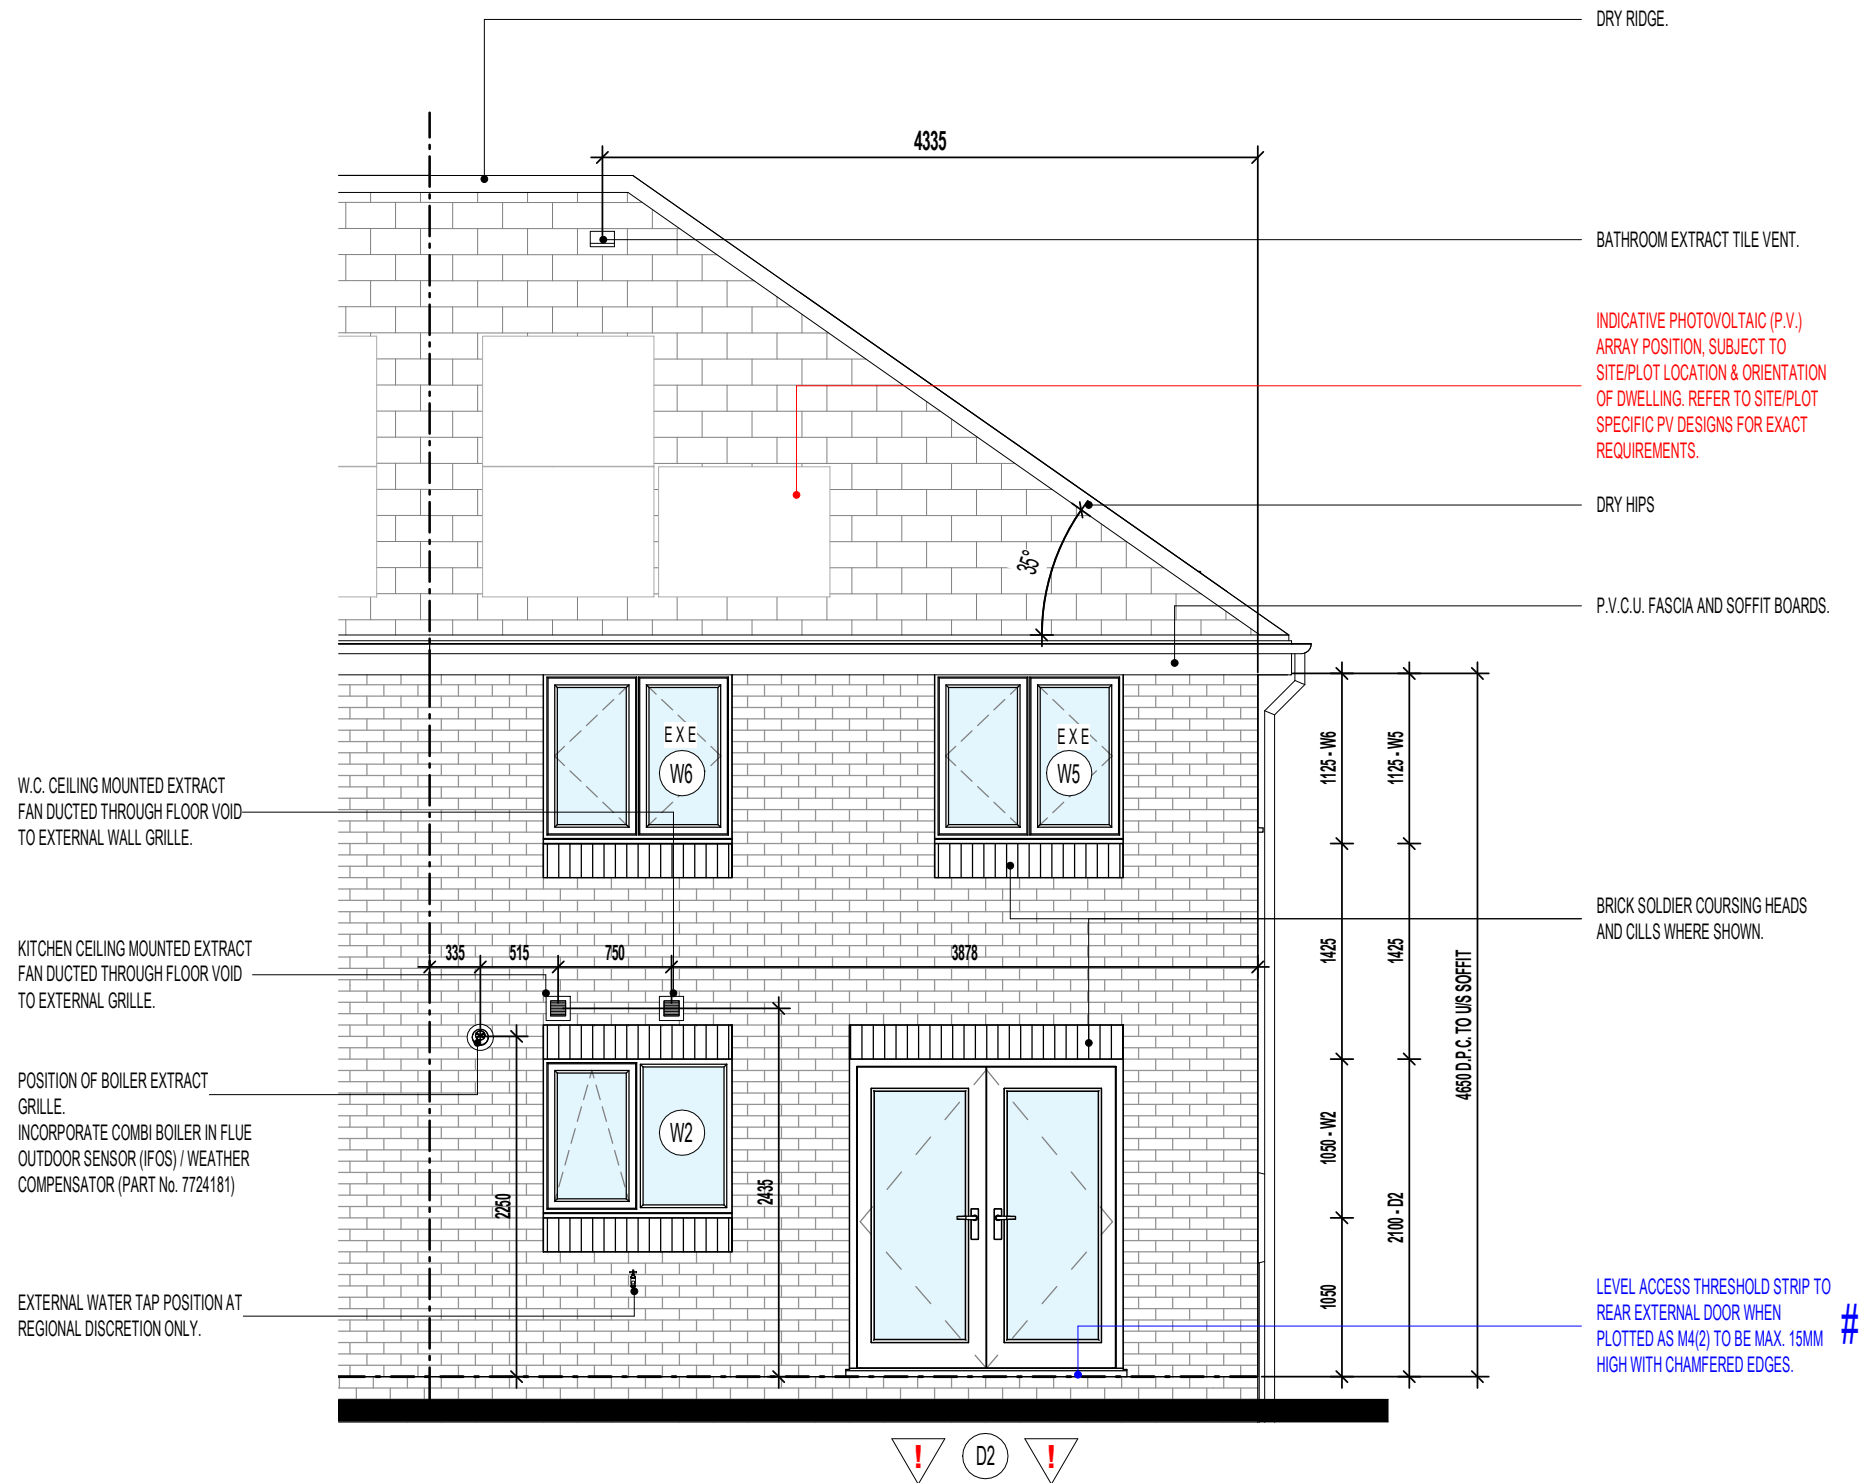 DRY RIDGE.
4335
BATHROOM EXTRACT TILE VENT.
INDICATIVE PHOTOVOLTAIC (P.V.)
ARRAY POSITION, SUBJECT TO
SITE/PLOT LOCATION & ORIENTATION
OF DWELLING. REFER TO SITE/PLOT
SPECIFIC PV DESIGNS FOR EXACT
REQUIREMENTS.
DRY HIPS
35°
P.V.C.U. FASCIA AND SOFFIT BOARDS.
EXE
W6
EXE
W5
1125 - W6
1125 - W5
W.C. CEILING MOUNTED EXTRACT
FAN DUCTED THROUGH FLOOR VOID
TO EXTERNAL WALL GRILLE.
BRICK SOLDIER COURSING HEADS
AND CILLS WHERE SHOWN.
KITCHEN CEILING MOUNTED EXTRACT
FAN DUCTED THROUGH FLOOR VOID
TO EXTERNAL GRILLE.
335
515
750
3878
1425
1425
4650 D.P.C. TO U/S SOFFIT
POSITION OF BOILER EXTRACT
GRILLE.
INCORPORATE COMBI BOILER IN FLUE
OUTDOOR SENSOR (IFOS) / WEATHER
COMPENSATOR (PART No. 7724181)
W2
2250
2435
1050 - W2
2100 - D2
1050
EXTERNAL WATER TAP POSITION AT
REGIONAL DISCRETION ONLY.
LEVEL ACCESS THRESHOLD STRIP TO
REAR EXTERNAL DOOR WHEN
PLOTTED AS M4(2) TO BE MAX. 15MM
HIGH WITH CHAMFERED EDGES.
#
! D2 !